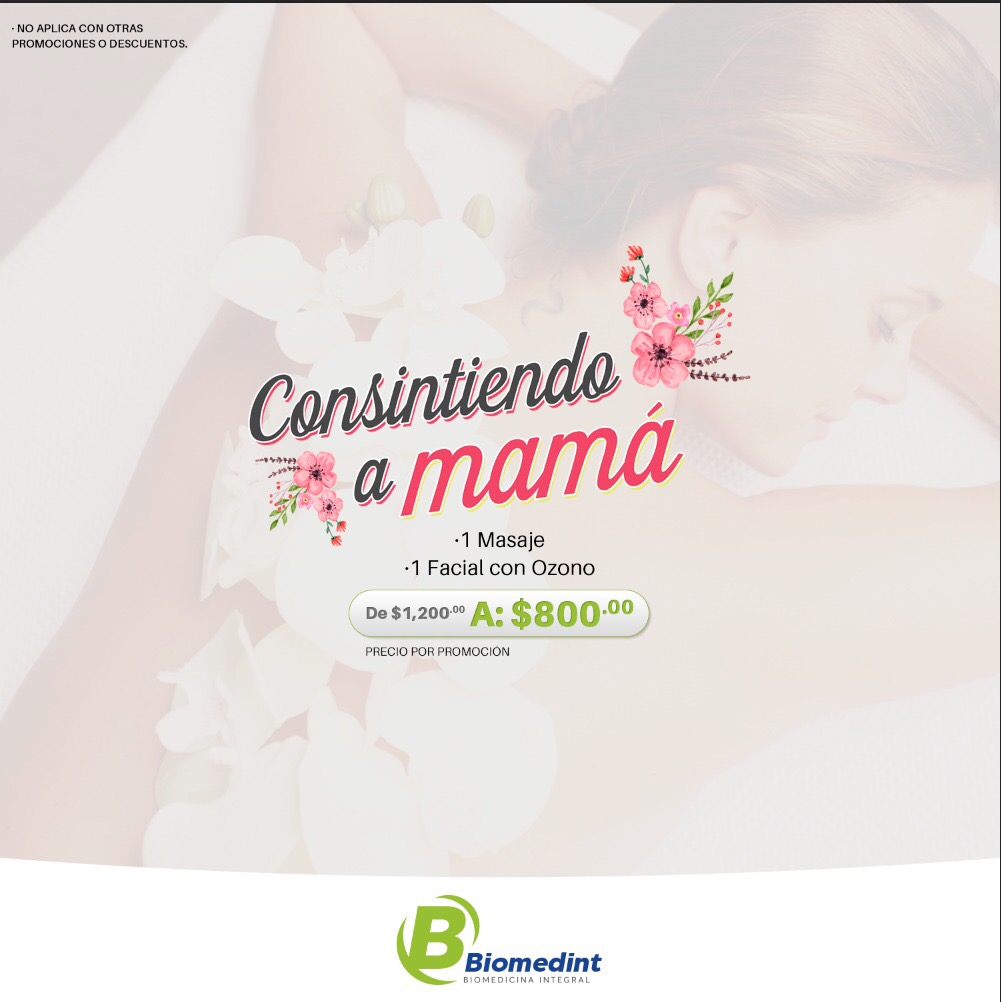 · NO APLICA CON OTRAS
PROMOCIONES O DESCUENTOS.
Consintiendo
a mamá
·1 Masaje
·1 Facial con Ozono
De $1,200.00 A: $800.00
PRECIO POR PROMOCIÓN
B
Biomedint
BIOMEDICINA INTEGRAL